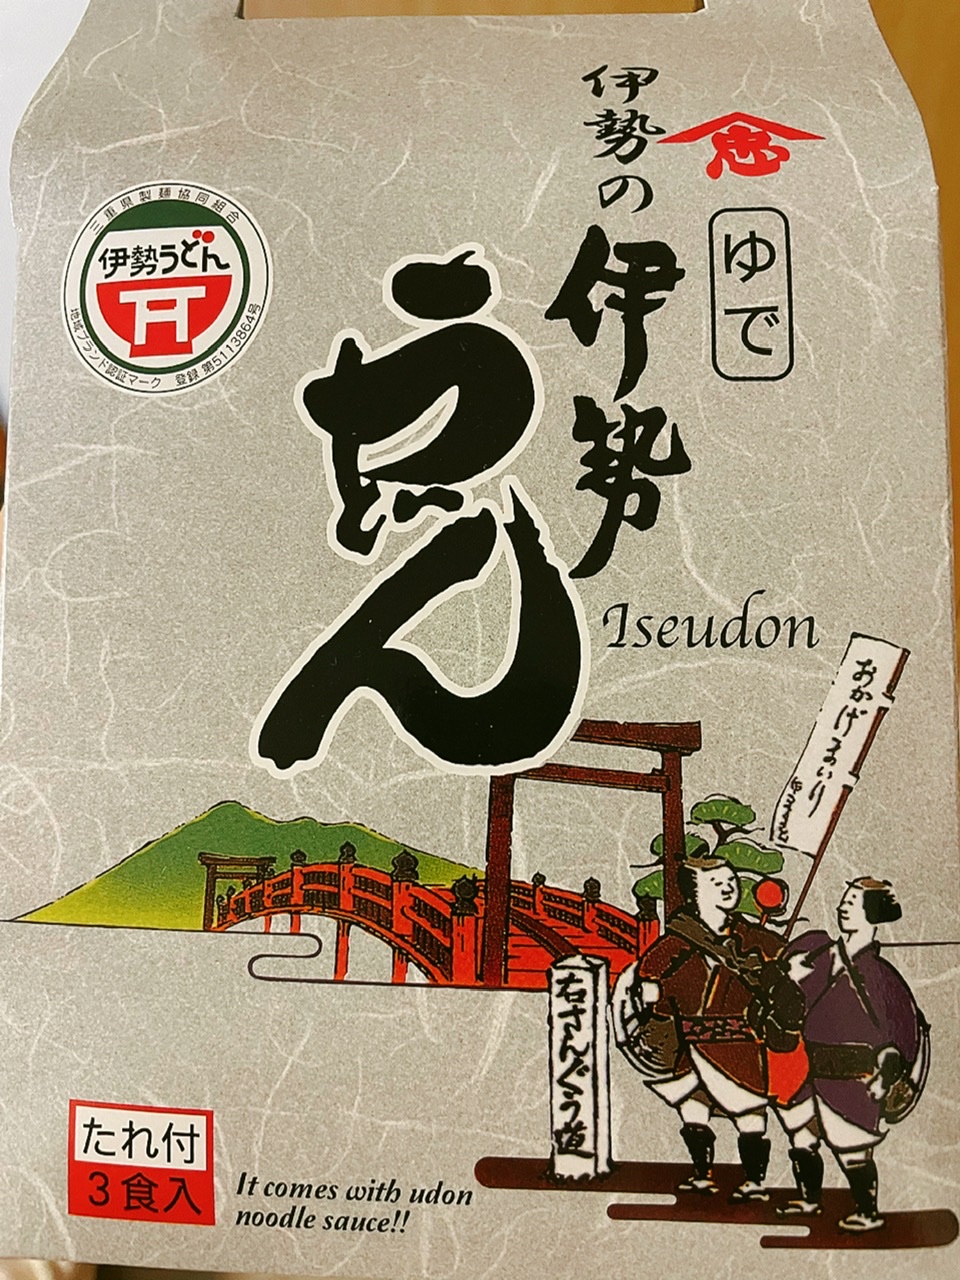 伊勢の
忠
ゆで
伊勢
うどん
Iseudon
三重県製麺協同組合
伊勢うどん
地域ブランド認証マーク 登録 第5113864号
おかげまいり
右さんぐう道
たれ付
3食入
It comes with udon
noodle sauce!!